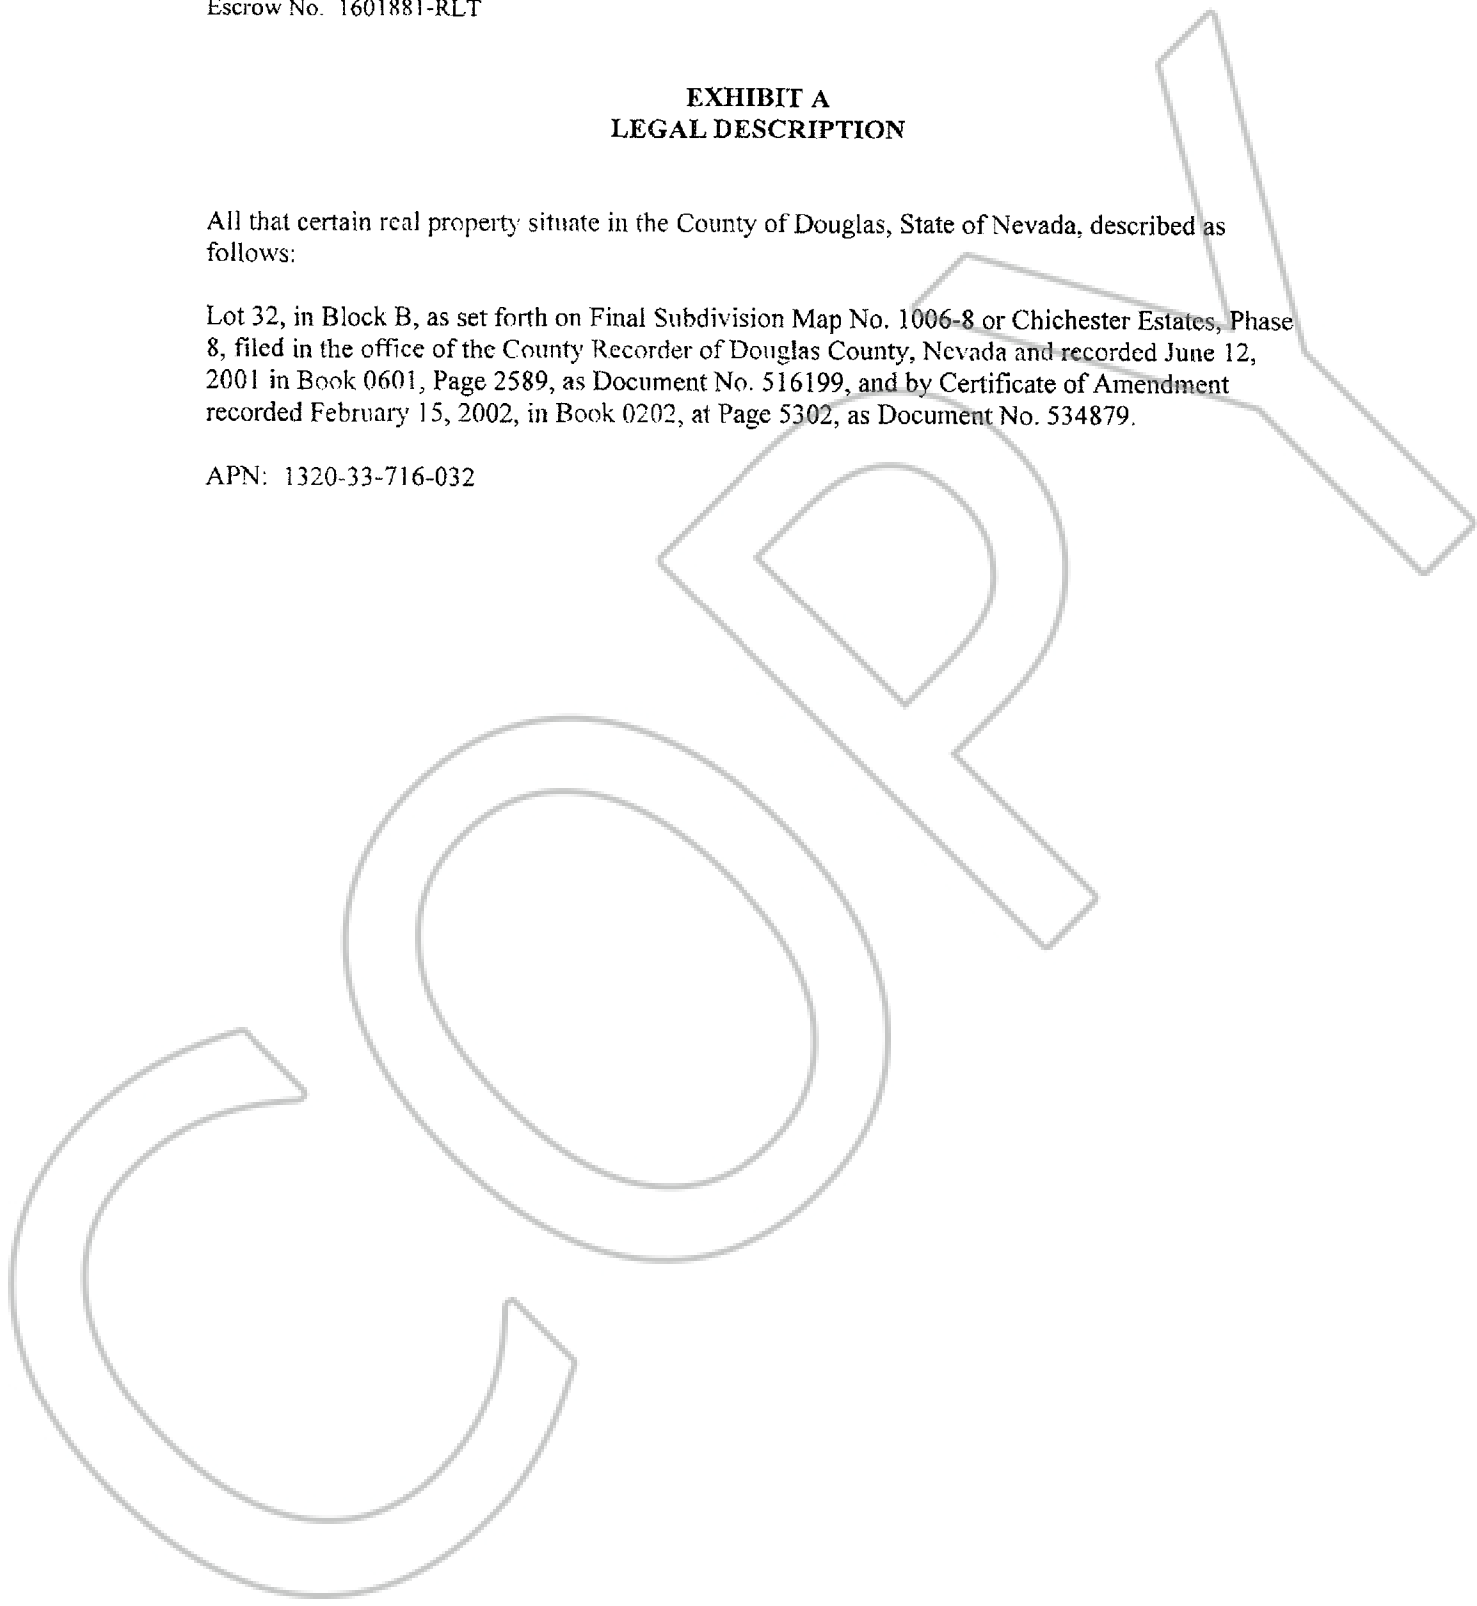 Escrow No. 1601881-RLT
EXHIBIT A
LEGAL DESCRIPTION
All that certain real property situate in the County of Douglas, State of Nevada, described as
follows:
Lot 32, in Block B, as set forth on Final Subdivision Map No. 1006-8 or Chichester Estates, Phase
8, filed in the office of the County Recorder of Douglas County, Nevada and recorded June 12,
2001 in Book 0601, Page 2589, as Document No. 516199, and by Certificate of Amendment
recorded February 15, 2002, in Book 0202, at Page 5302, as Document No. 534879.
APN: 1320-33-716-032
COPY